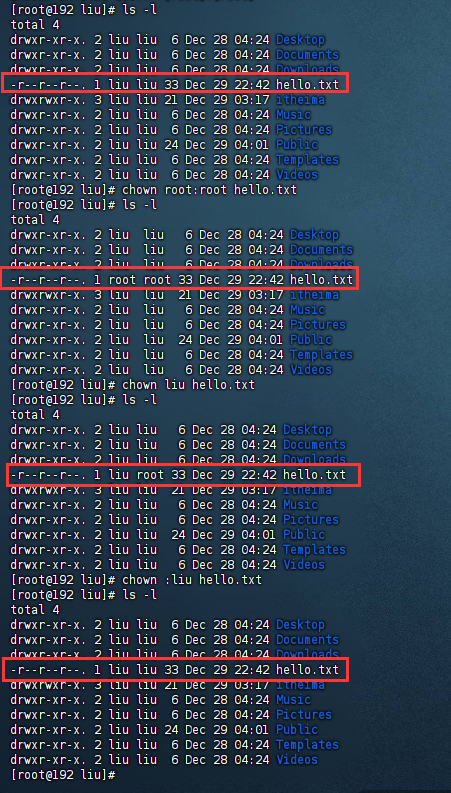 [root@192 liu]# ls -l
total 4
drwxr-xr-x. 2 liu liu  6 Dec 28 04:24 Desktop
drwxr-xr-x. 2 liu liu  6 Dec 28 04:24 Documents
drwxr-xr-x. 2 liu liu  6 Dec 28 04:24 Downloads
-r--r--r--. 1 liu liu 33 Dec 29 22:42 hello.txt
drwxrwxr-x. 3 liu liu 21 Dec 29 03:17 itheima
drwxr-xr-x. 2 liu liu  6 Dec 28 04:24 Music
drwxr-xr-x. 2 liu liu  6 Dec 28 04:24 Pictures
drwxr-xr-x. 2 liu liu 24 Dec 29 04:01 Public
drwxr-xr-x. 2 liu liu  6 Dec 28 04:24 Templates
drwxr-xr-x. 2 liu liu  6 Dec 28 04:24 Videos
[root@192 liu]# chown root:root hello.txt
[root@192 liu]# ls -l
total 4
drwxr-xr-x. 2 liu  liu   6 Dec 28 04:24 Desktop
drwxr-xr-x. 2 liu  liu   6 Dec 28 04:24 Documents
drwxr-xr-x. 2 liu  liu   6 Dec 28 04:24 Downloads
-r--r--r--. 1 root root 33 Dec 29 22:42 hello.txt
drwxrwxr-x. 3 liu  liu  21 Dec 29 03:17 itheima
drwxr-xr-x. 2 liu  liu   6 Dec 28 04:24 Music
drwxr-xr-x. 2 liu  liu   6 Dec 28 04:24 Pictures
drwxr-xr-x. 2 liu  liu  24 Dec 29 04:01 Public
drwxr-xr-x. 2 liu  liu   6 Dec 28 04:24 Templates
drwxr-xr-x. 2 liu  liu   6 Dec 28 04:24 Videos
[root@192 liu]# chown liu hello.txt
[root@192 liu]# ls -l
total 4
drwxr-xr-x. 2 liu liu   6 Dec 28 04:24 Desktop
drwxr-xr-x. 2 liu liu   6 Dec 28 04:24 Documents
drwxr-xr-x. 2 liu liu   6 Dec 28 04:24 Downloads
-r--r--r--. 1 liu root 33 Dec 29 22:42 hello.txt
drwxrwxr-x. 3 liu liu  21 Dec 29 03:17 itheima
drwxr-xr-x. 2 liu liu   6 Dec 28 04:24 Music
drwxr-xr-x. 2 liu liu   6 Dec 28 04:24 Pictures
drwxr-xr-x. 2 liu liu  24 Dec 29 04:01 Public
drwxr-xr-x. 2 liu liu   6 Dec 28 04:24 Templates
drwxr-xr-x. 2 liu liu   6 Dec 28 04:24 Videos
[root@192 liu]# chown :liu hello.txt
[root@192 liu]# ls -l
total 4
drwxr-xr-x. 2 liu liu  6 Dec 28 04:24 Desktop
drwxr-xr-x. 2 liu liu  6 Dec 28 04:24 Documents
drwxr-xr-x. 2 liu liu  6 Dec 28 04:24 Downloads
-r--r--r--. 1 liu liu 33 Dec 29 22:42 hello.txt
drwxrwxr-x. 3 liu liu 21 Dec 29 03:17 itheima
drwxr-xr-x. 2 liu liu  6 Dec 28 04:24 Music
drwxr-xr-x. 2 liu liu  6 Dec 28 04:24 Pictures
drwxr-xr-x. 2 liu liu 24 Dec 29 04:01 Public
drwxr-xr-x. 2 liu liu  6 Dec 28 04:24 Templates
drwxr-xr-x. 2 liu liu  6 Dec 28 04:24 Videos
[root@192 liu]#